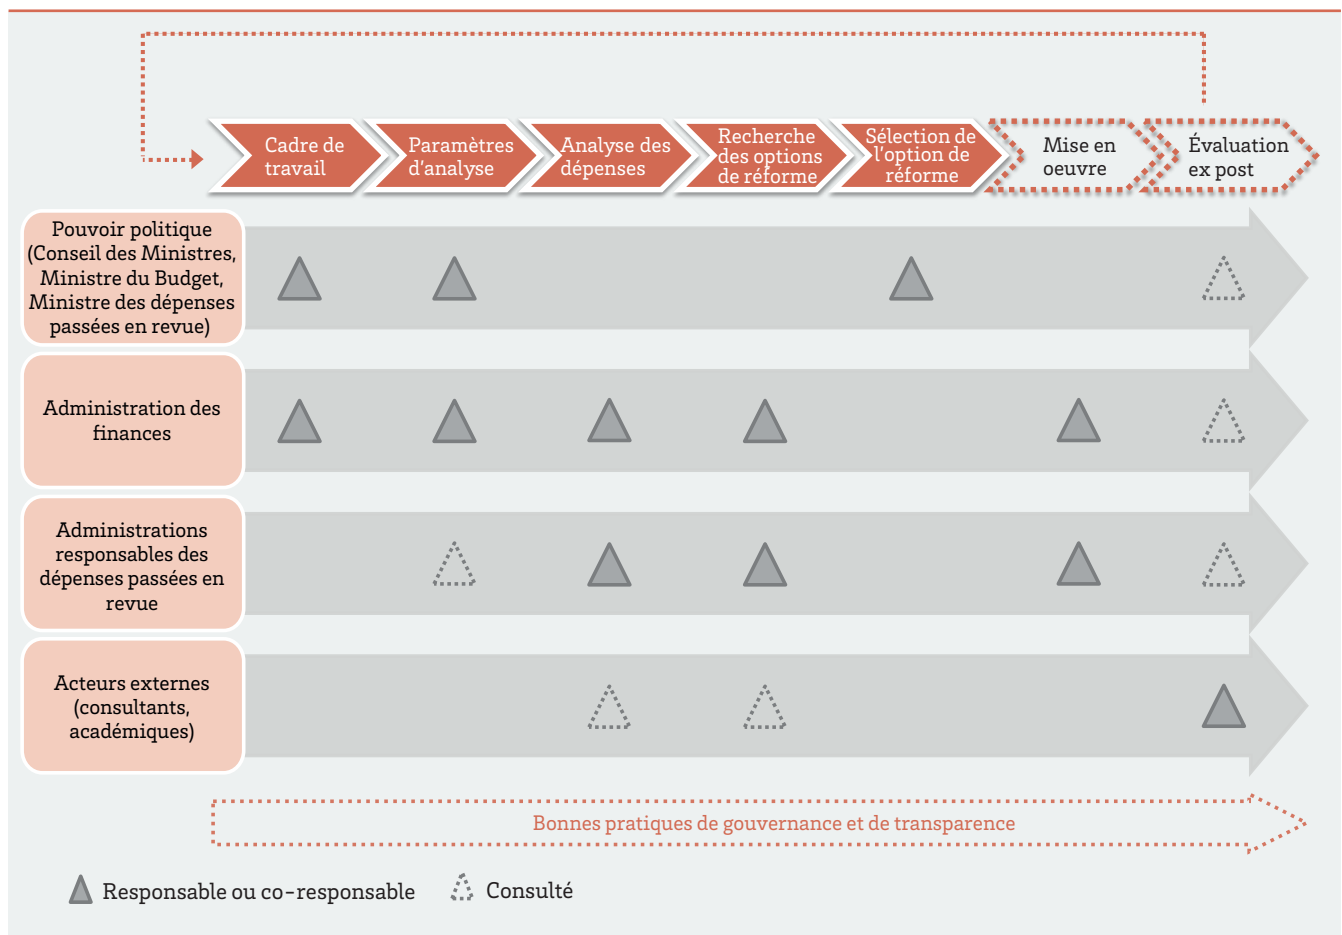 Cadre de
travail
Paramètres
d'analyse
Analyse des
dépenses
Recherche
des options
de réforme
Sélection de
l'option de
réforme
Mise en
oeuvre
Évaluation
ex post
Pouvoir politique
(Conseil des Ministres,
Ministre du Budget,
Ministre des dépenses
passées en revue)
Administration des
finances
Administrations
responsables des
dépenses passées en
revue
Acteurs externes
(consultants,
académiques)
Bonnes pratiques de gouvernance et de transparence
Responsable ou co-responsable
Consulté